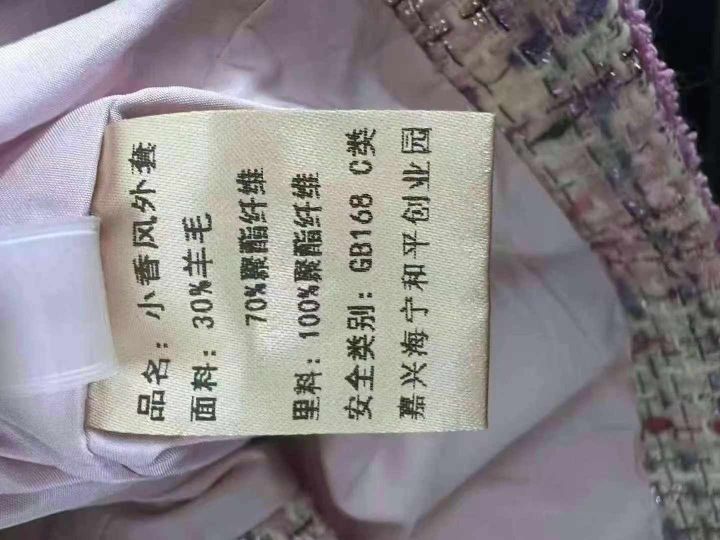 品名：小香风外套
面料：30%羊毛
70%聚酯纤维
里料：100%聚酯纤维
安全类别：GB168 C类
嘉兴海宁和平创业园